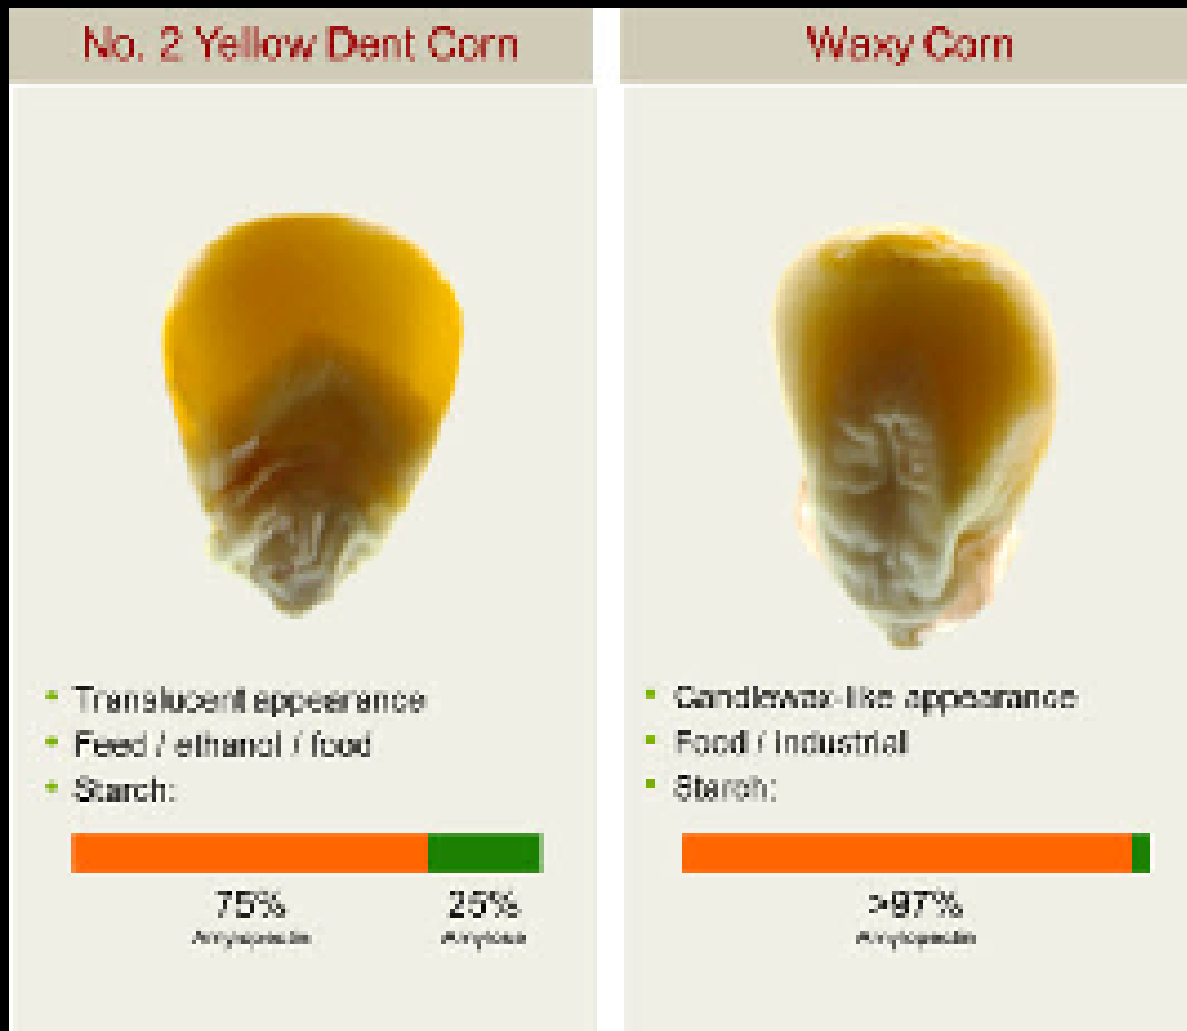 No. 2 Yellow Dent Corn
Translucent appearance
Feed / ethanol / food
Starch:
75%
25%
Amylopectin
Amylose
Waxy Corn
Candlewax-like appearance
Food / Industrial
Starch:
>97%
Amylopectin